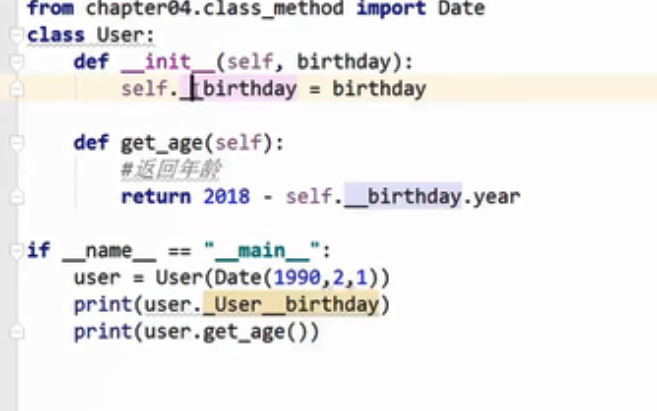 from chapter04.class_method import Date
class User:
    def __init__(self, birthday):
        self.__birthday = birthday
    def get_age(self):
        #返回年龄
        return 2018 - self.__birthday.year
if __name__ == "__main__":
    user = User(Date(1990,2,1))
    print(user._User__birthday)
    print(user.get_age())